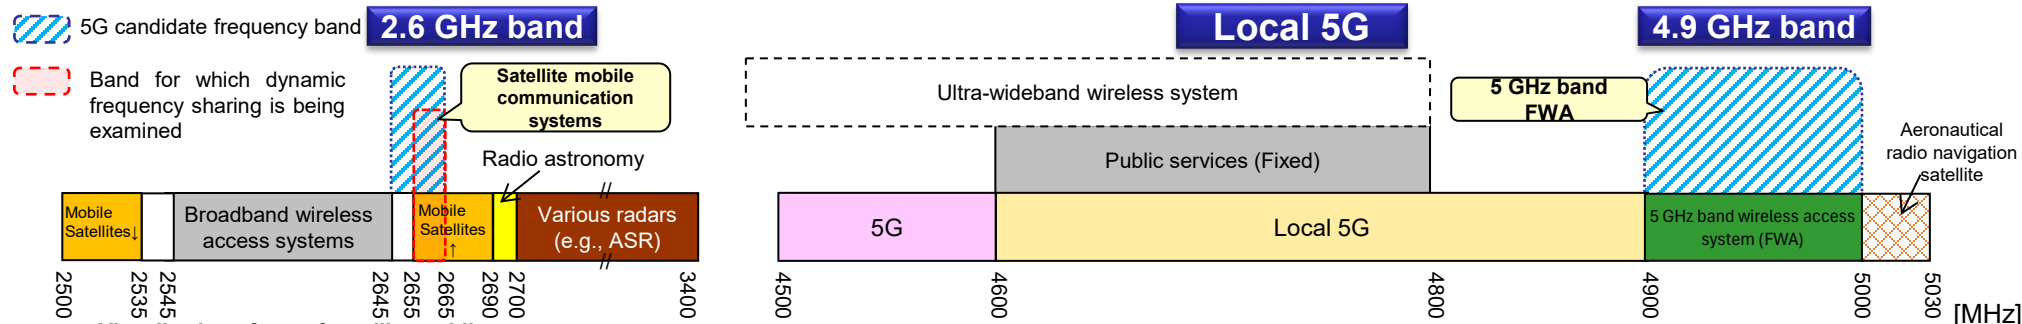 5G candidate frequency band
Band for which dynamic
frequency sharing is being
examined
2.6 GHz band
Satellite mobile
communication
systems
Radio astronomy
Mobile
Satellites↓
Broadband wireless
access systems
Mobile
Satellites
↑
Various radars
(e.g., ASR)
//
//
2500
2535
2545
2645
2655
2665
2690
2700
3400
Local 5G
4.9 GHz band
Ultra-wideband wireless system
5 GHz band
FWA
Public services (Fixed)
Aeronautical
radio navigation
satellite
5G
Local 5G
5 GHz band wireless access
system (FWA)
4500
4600
4800
4900
5000
5030
[MHz]